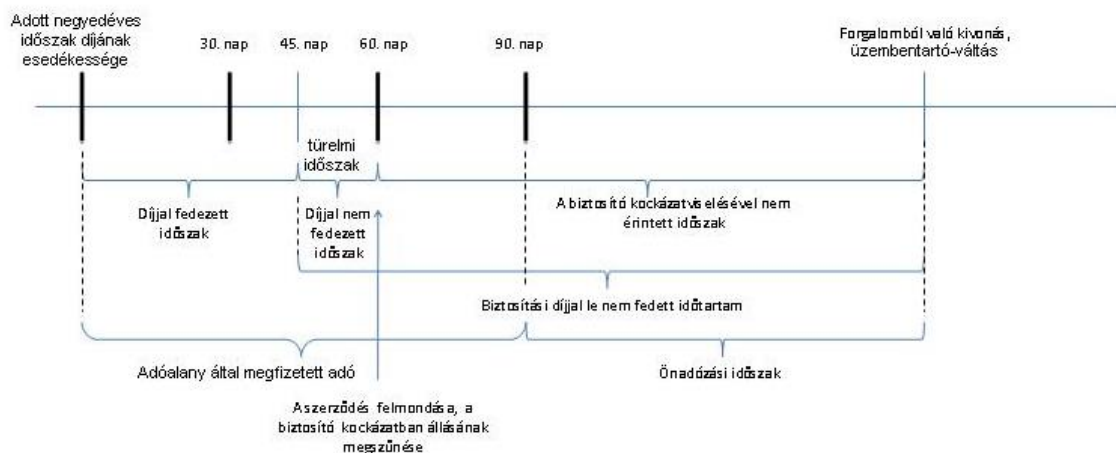 Adott negyedéves
időszak díjának
esedékessége
30. nap
45. nap
60. nap
90. nap
Forgalomból való kivonás,
üzembentartó-váltás
türelmi
időszak
Díjjal fedezett
időszak
Díjjal nem
fedezett
időszak
A biztosító kockázatviselésével nem
érintett időszak
Biztosítási díjjal le nem fedett időtartam
Adóalany által megfizetett adó
Önadózási időszak
A szerződés felmondása, a
biztosító kockázatban állásának
megszűnése